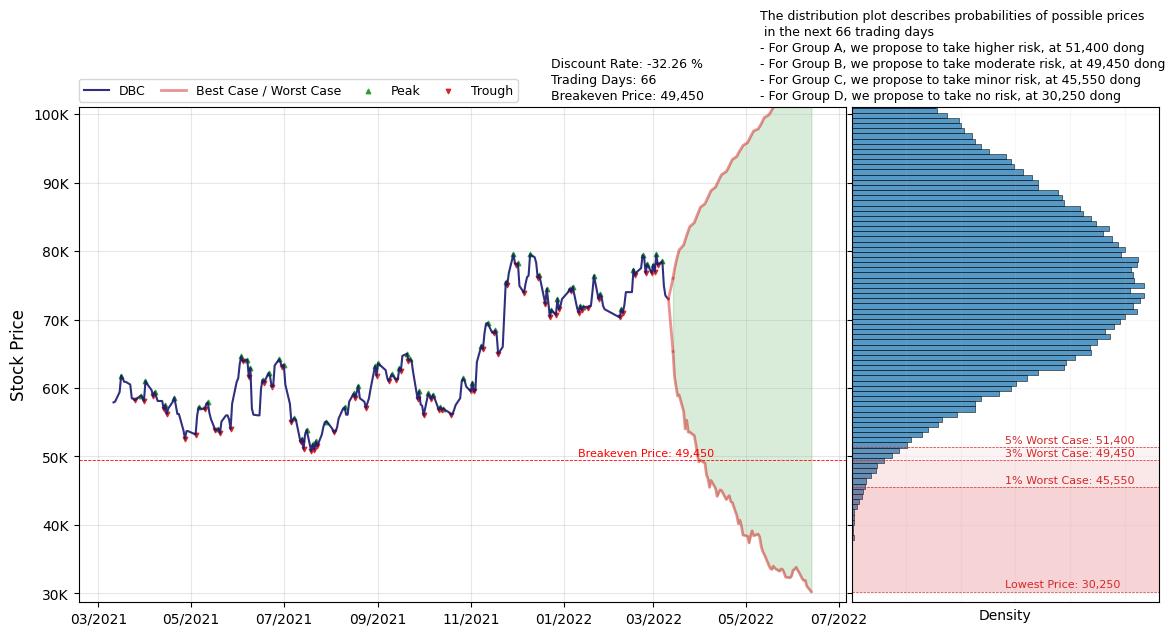 The distribution plot describes probabilities of possible prices
in the next 66 trading days
- For Group A, we propose to take higher risk, at 51,400 dong
- For Group B, we propose to take moderate risk, at 49,450 dong
- For Group C, we propose to take minor risk, at 45,550 dong
- For Group D, we propose to take no risk, at 30,250 dong
Discount Rate: -32.26 %
Trading Days: 66
Breakeven Price: 49,450
DBC
Best Case / Worst Case
Peak
Trough
Stock Price
100K
90K
80K
70K
60K
50K
40K
30K
Breakeven Price: 49,450
5% Worst Case: 51,400
3% Worst Case: 49,450
1% Worst Case: 45,550
Lowest Price: 30,250
03/2021
05/2021
07/2021
09/2021
11/2021
01/2022
03/2022
05/2022
07/2022
Density